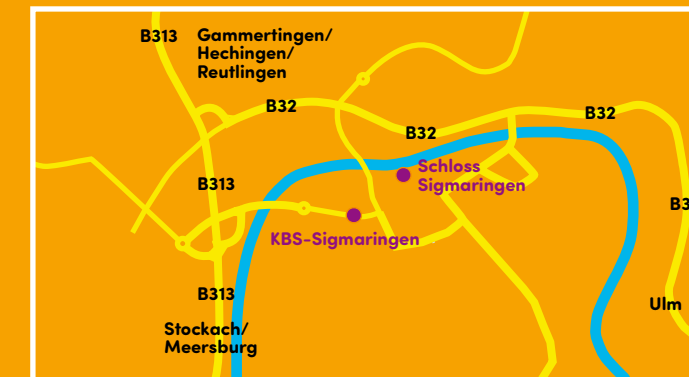 B313
Gammertingen/
Hechingen/
Reutlingen
B32
B32
B32
Schloss
Sigmaringen
B313
KBS-Sigmaringen
B313
Ulm
Stockach/
Meersburg